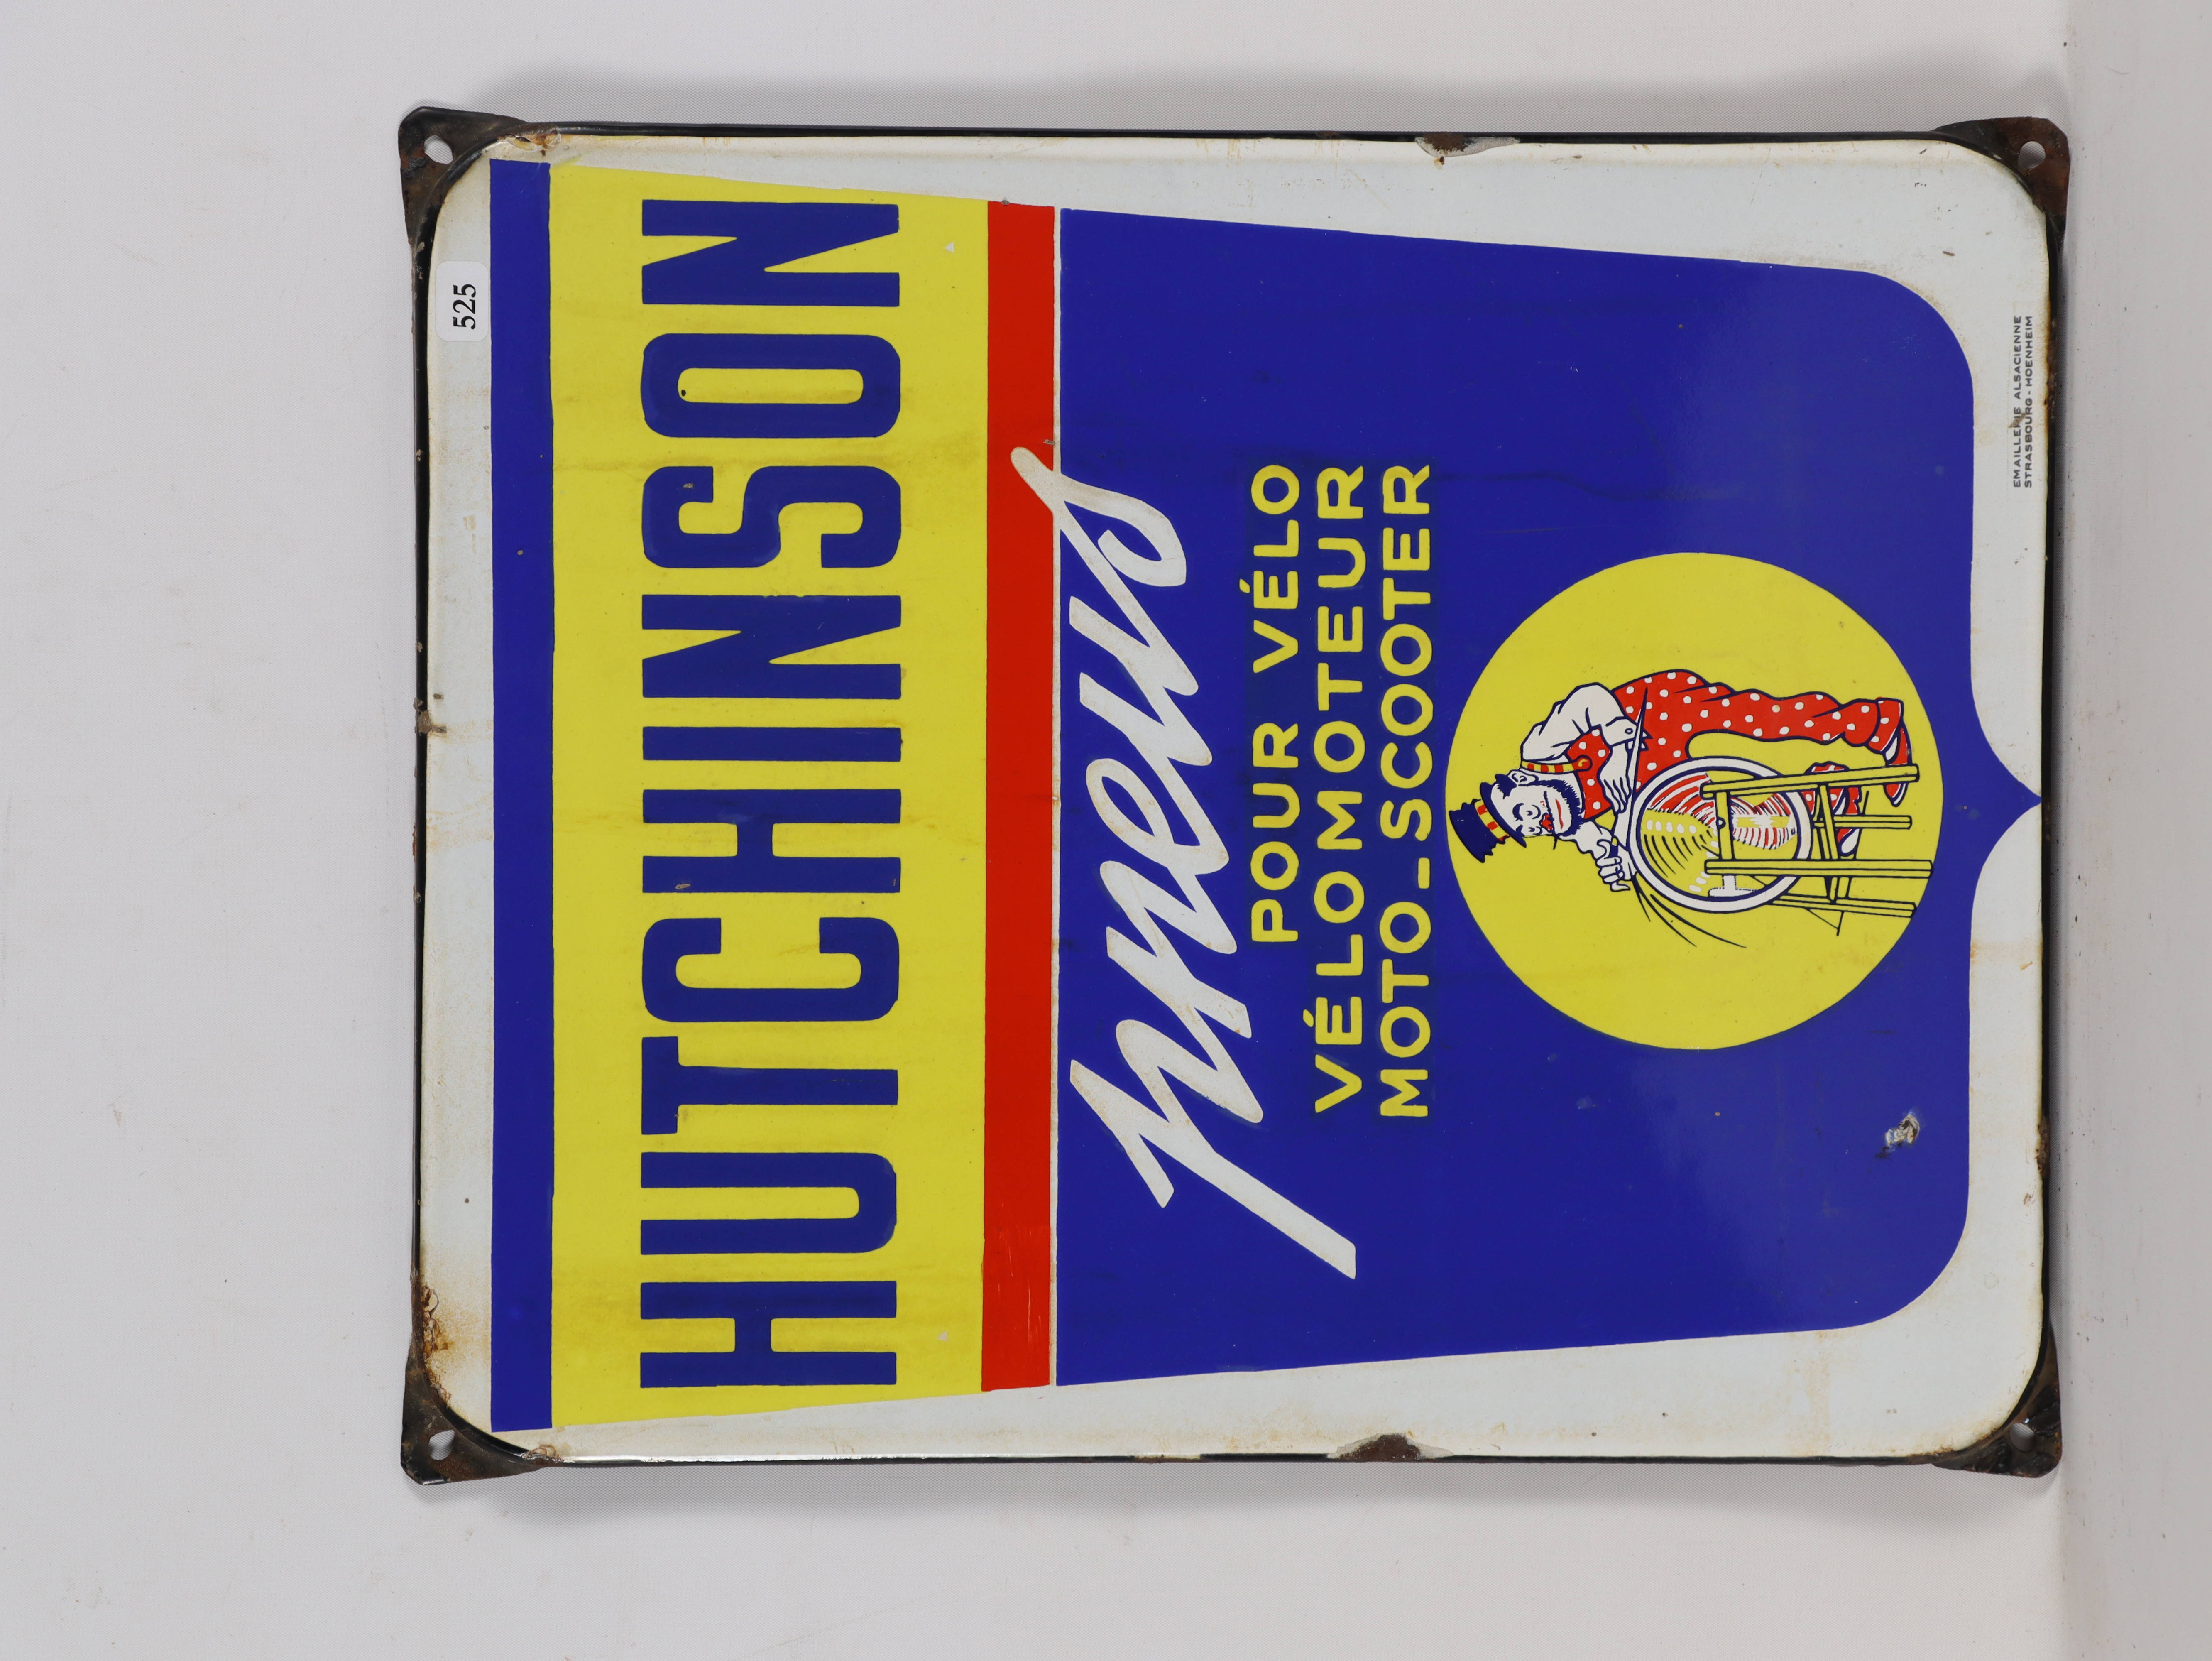 525
HUTCHINSON
pneus
POUR VÉLO
VÉLOMOTEUR
MOTO_SCOOTER
EMAILLERIE ALSACIENNE
STRASBOURG - HOENHEIM